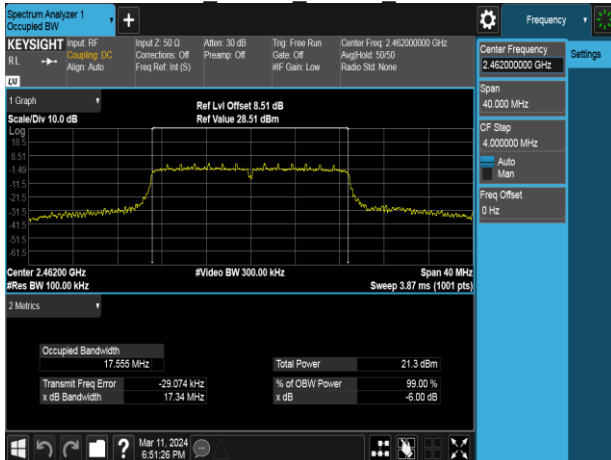 Spectrum Analyzer 1
Occupied BW
+
Frequency
KEYSIGHT
RL
LXI
Input: RF
Coupling: DC
Align: Auto
Input Z: 50 Ω
Corrections: Off
Freq Ref: Int (S)
Atten: 30 dB
Preamp: Off
Trig: Free Run
Gate: Off
#IF Gain: Low
Center Freq: 2.462000000 GHz
Avg|Hold: 50/50
Radio Std: None
Center Frequency
2.462000000 GHz
Settings
Span
40.000 MHz
CF Step
4.000000 MHz
Auto
Man
Freq Offset
0 Hz
1 Graph
Scale/Div 10.0 dB
Ref Lvl Offset 8.51 dB
Ref Value 28.51 dBm
Log
18.5
8.51
-1.49
-11.5
-21.5
-31.5
-41.5
-51.5
-61.5
Center 2.46200 GHz
#Res BW 100.00 kHz
#Video BW 300.00 kHz
Span 40 MHz
Sweep 3.87 ms (1001 pts)
2 Metrics
Occupied Bandwidth
17.555 MHz
Total Power 21.3 dBm
Transmit Freq Error -29.074 kHz
% of OBW Power 99.00 %
x dB Bandwidth 17.34 MHz
x dB -6.00 dB
?
Mar 11, 2024
6:51:26 PM